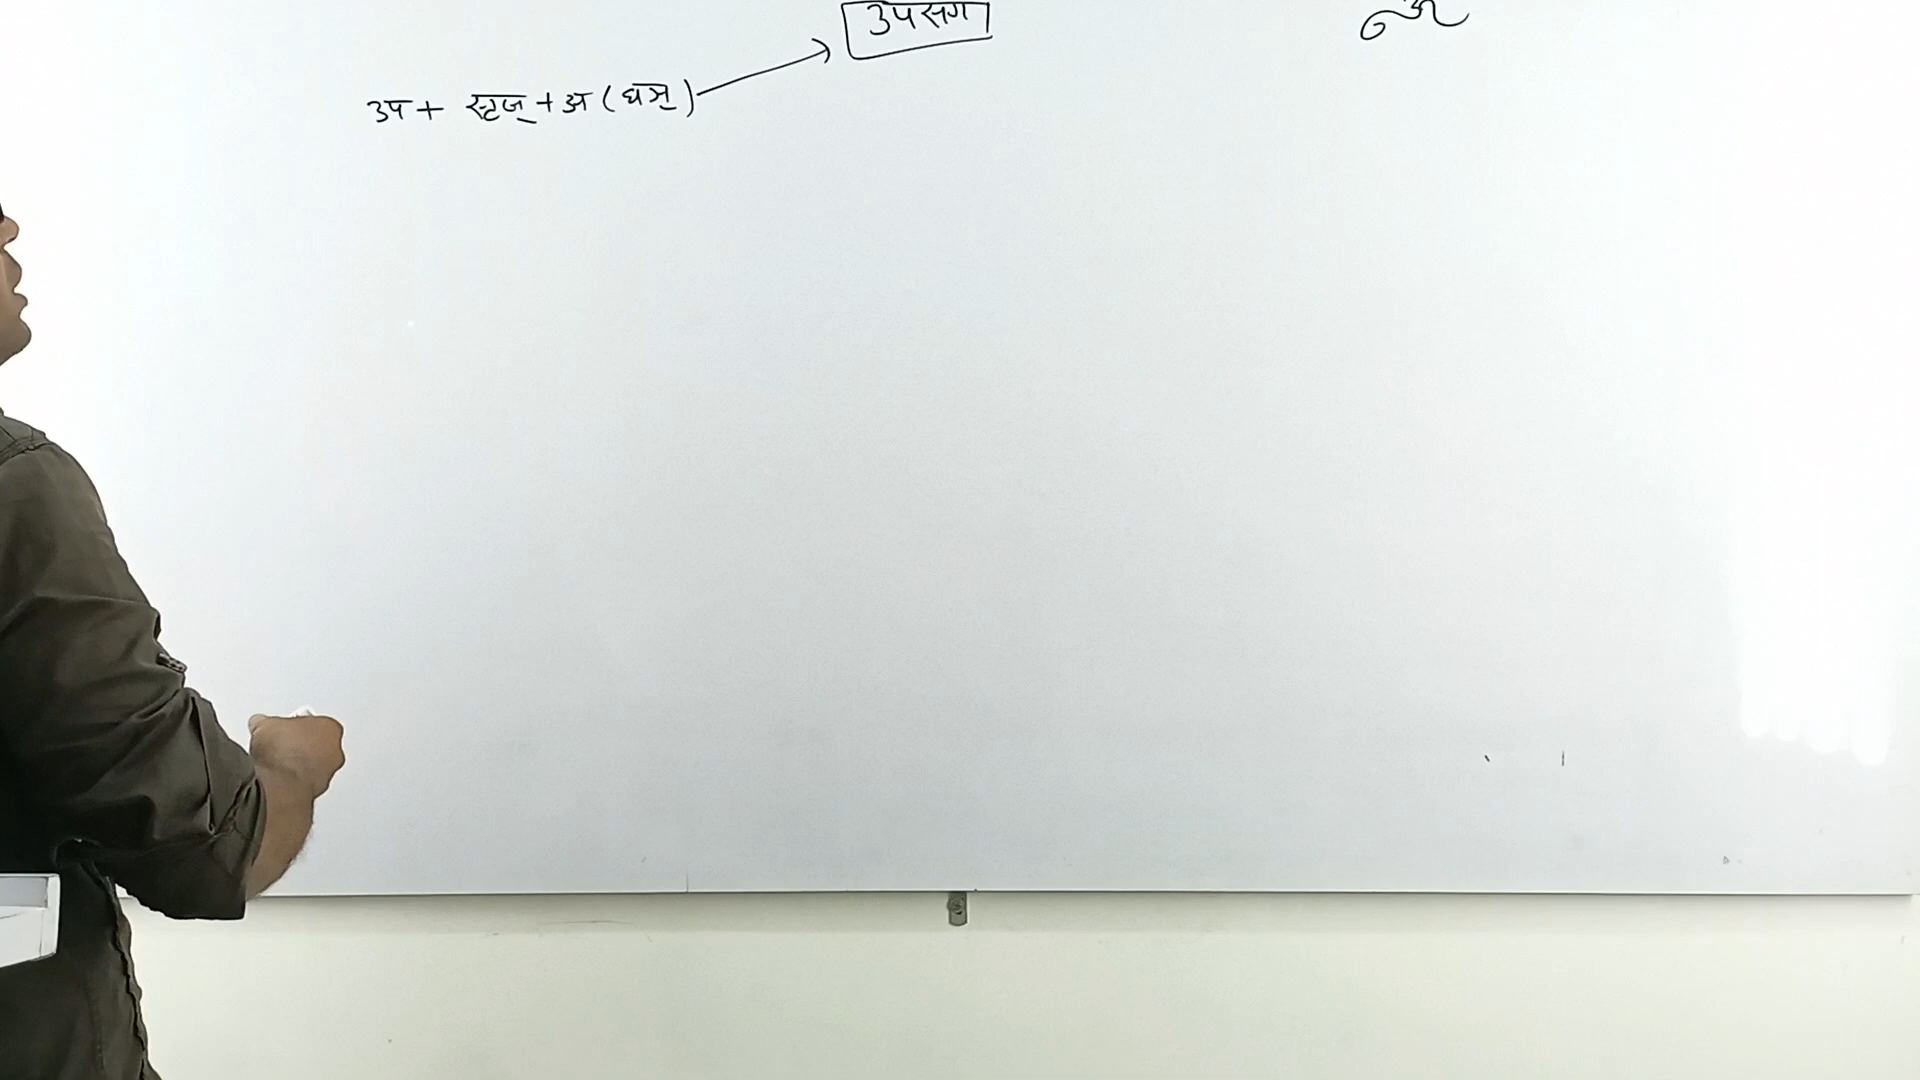 उपसर्ग
उप + सृज् + अ (घञ्)